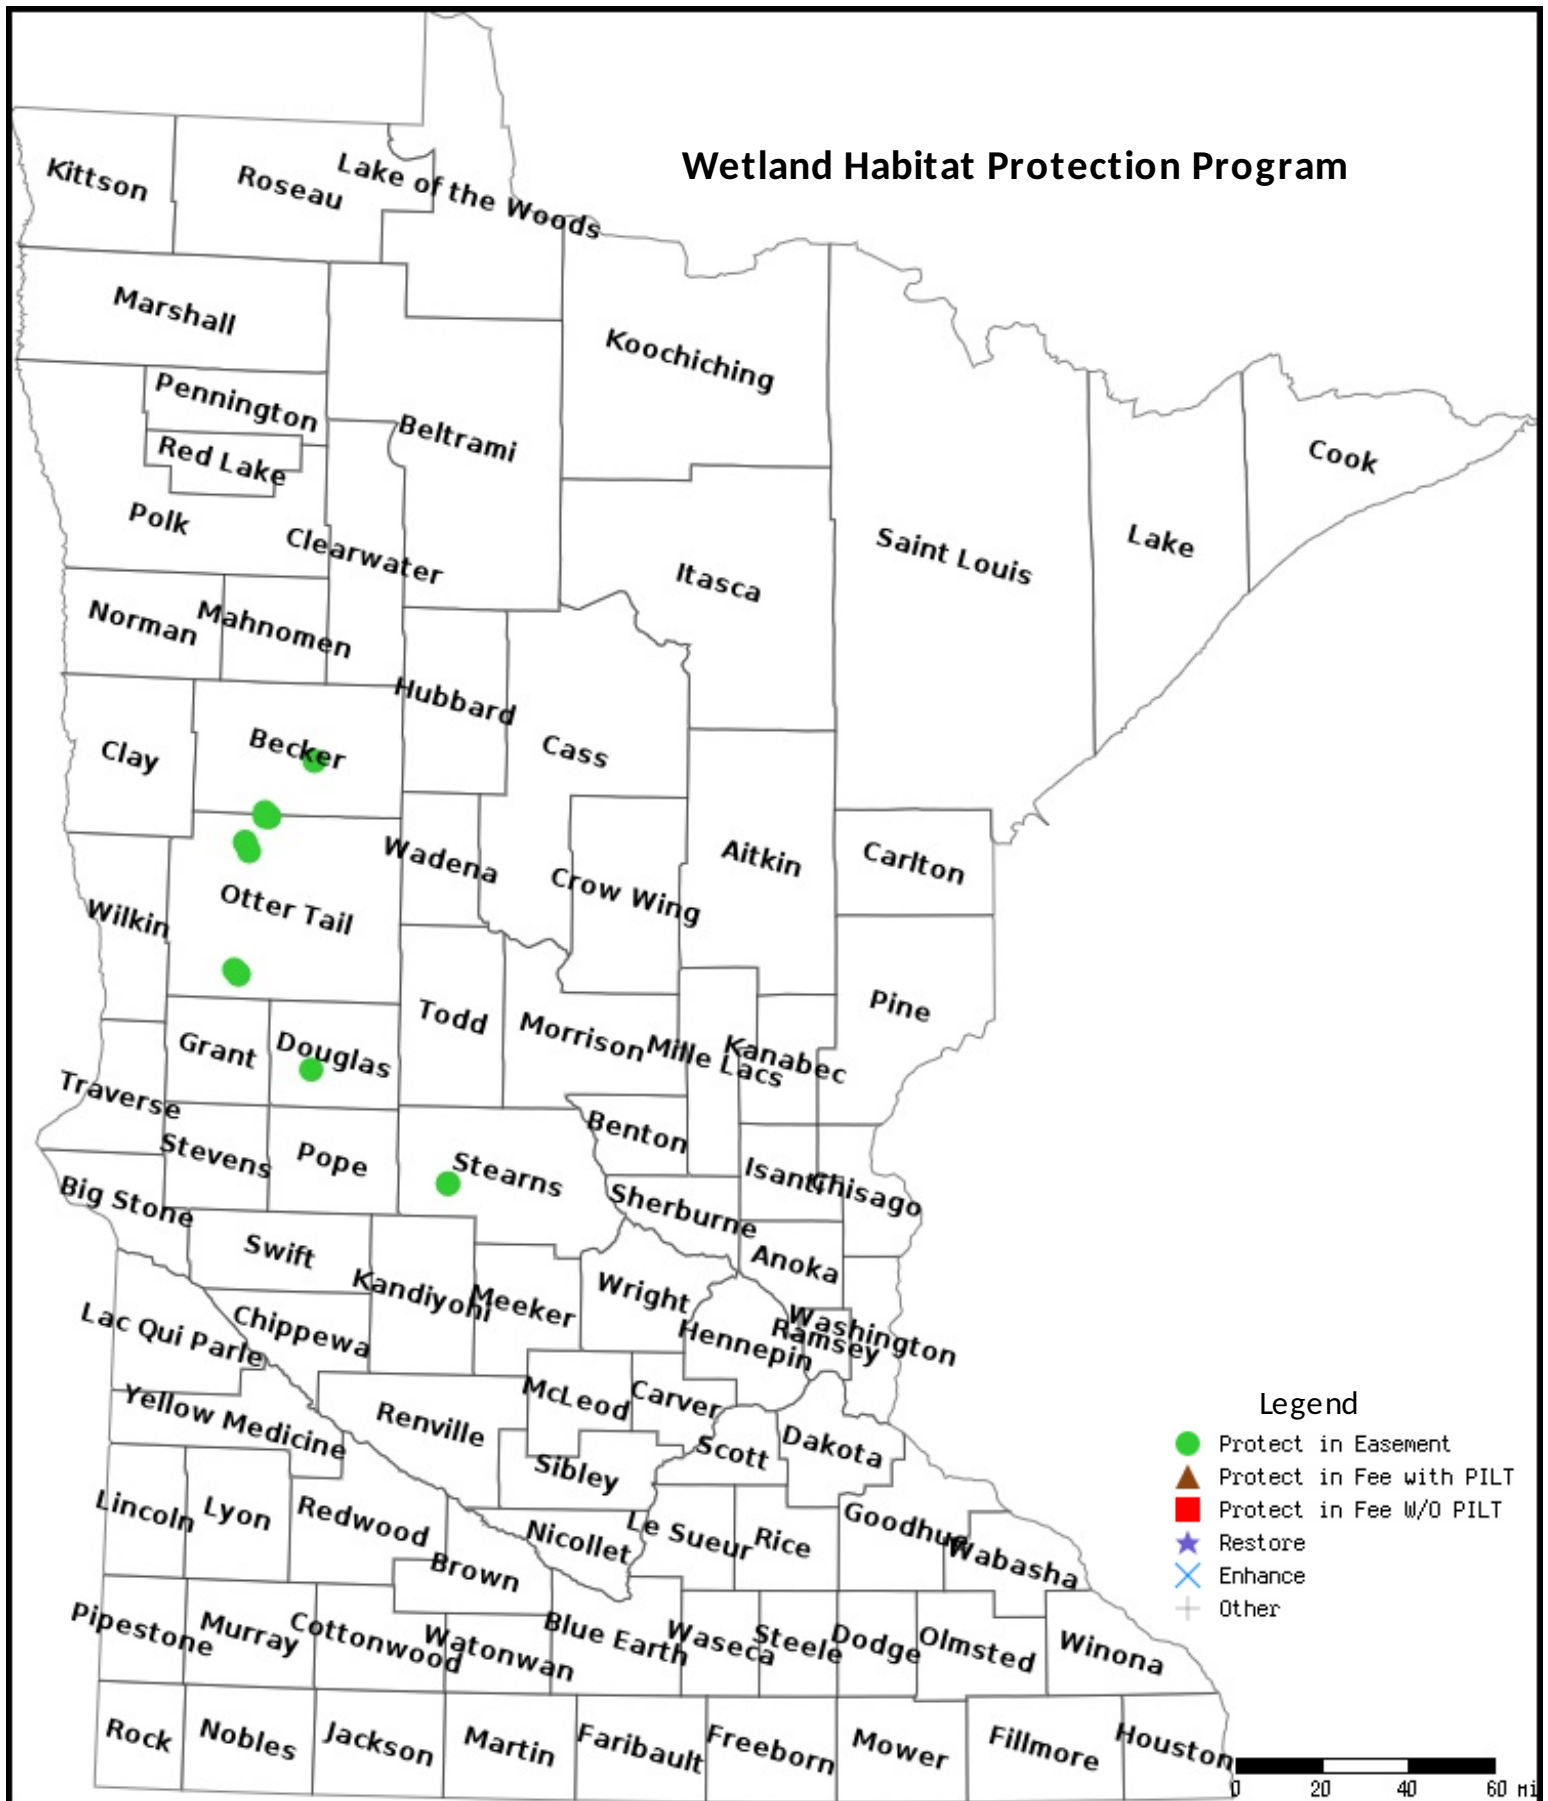 Wetland Habitat Protection Program
Kittson
Roseau
Lake of the Woods
Marshall
Koochiching
Pennington
Beltrami
Red Lake
Cook
Polk
Clearwater
Saint Louis
Lake
Itasca
Norman
Mahnomen
Hubbard
Becker
Clay
Cass
Wadena
Aitkin
Carlton
Crow Wing
Otter Tail
Wilkin
Pine
Todd
Morrison
Grant
Douglas
Mille Lacs
Kanabec
Traverse
Benton
Stevens
Pope
Stearns
Isanti
Chisago
Big Stone
Sherburne
Swift
Anoka
Kandiyohi
Meeker
Wright
Lac Qui Parle
Chippewa
Hennepin
Ramsey
Washington
McLeod
Carver
Yellow Medicine
Renville
Scott
Dakota
Sibley
Lincoln
Lyon
Redwood
Nicollet
Le Sueur
Rice
Goodhue
Wabasha
Brown
Pipestone
Murray
Cottonwood
Watonwan
Blue Earth
Waseca
Steele
Dodge
Olmsted
Winona
Rock
Nobles
Jackson
Martin
Faribault
Freeborn
Mower
Fillmore
Houston
Legend
Protect in Easement
Protect in Fee with PILT
Protect in Fee W/O PILT
Restore
Enhance
Other
0 20 40 60 mi